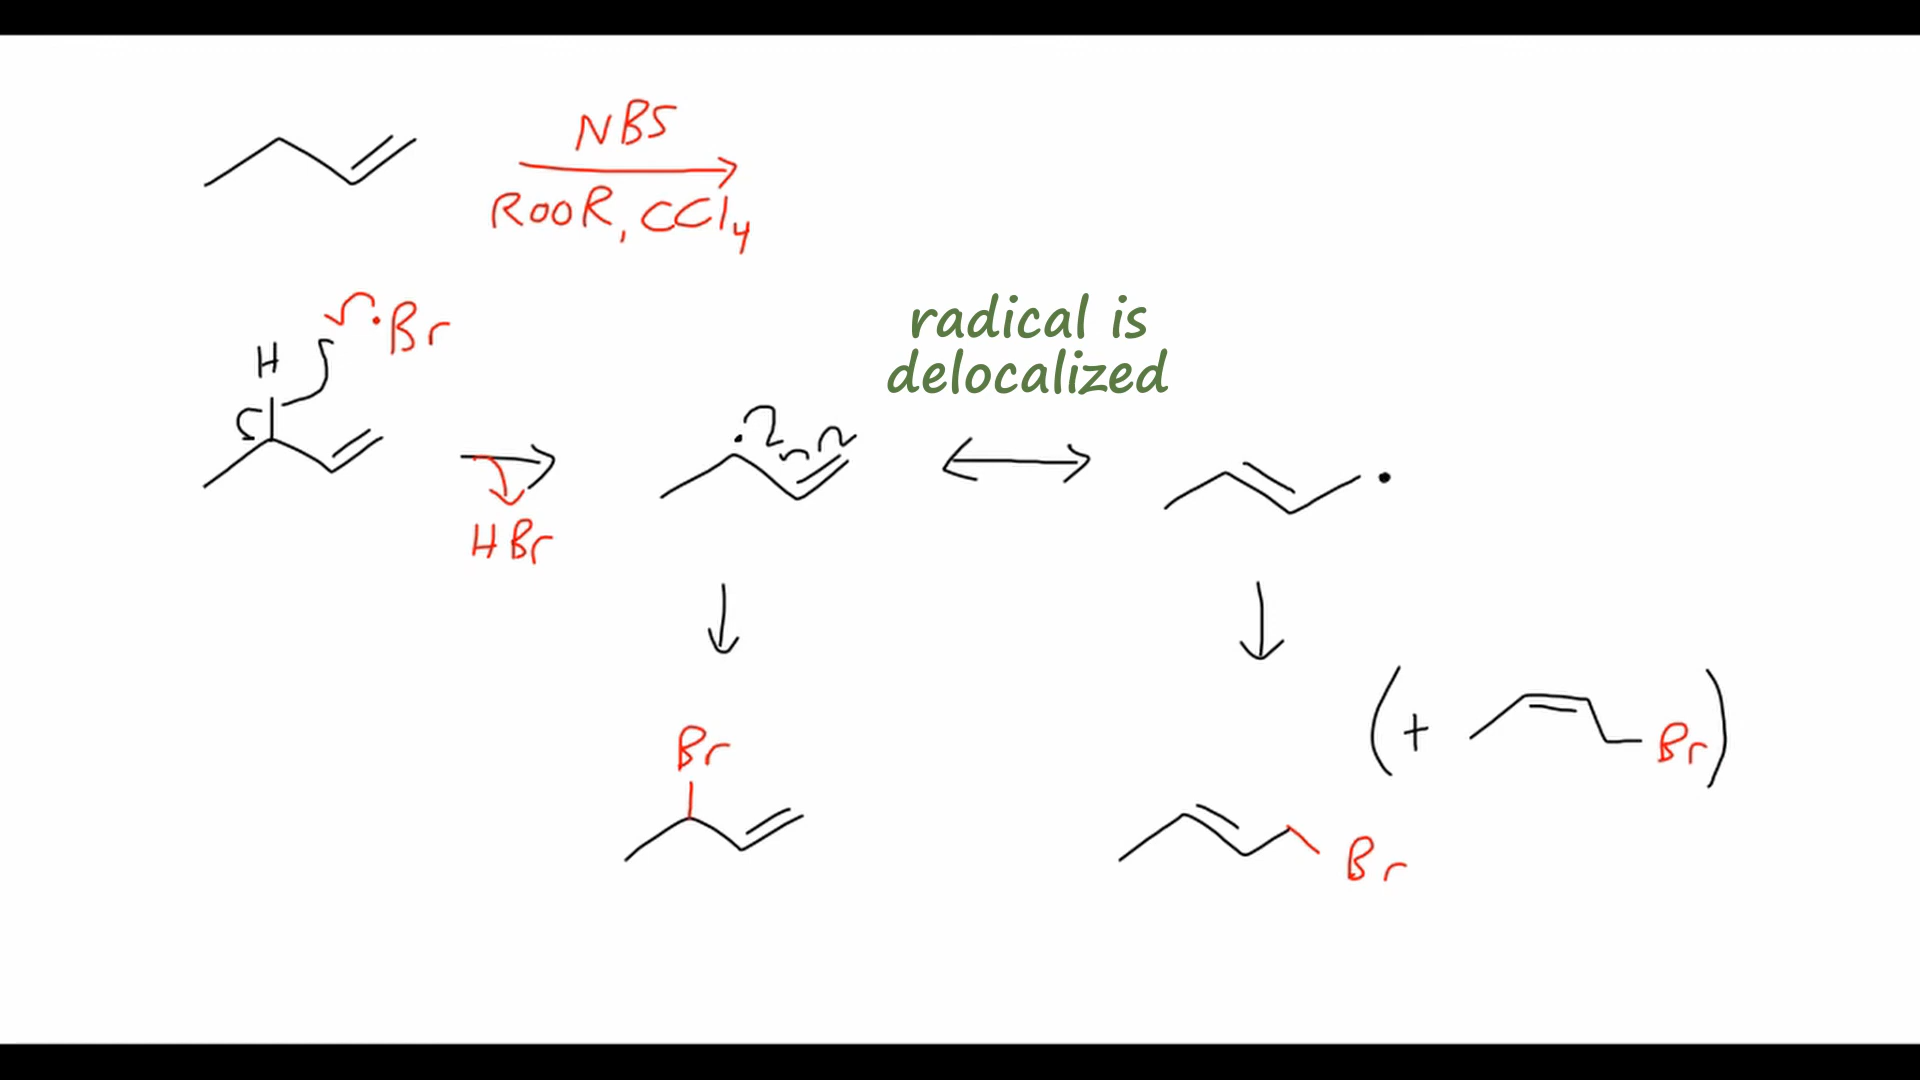 NBS
ROOR, CCl4
·Br
H
radical is
delocalized
HBr
Br
(+ Br)
Br